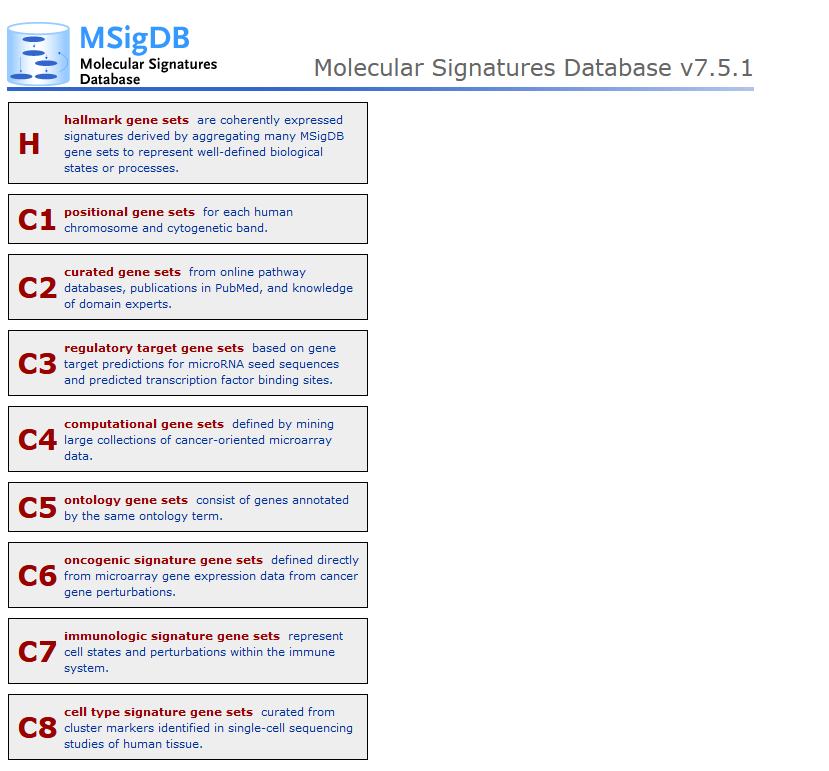 MSigDB
Molecular Signatures
Database
Molecular Signatures Database v7.5.1
H
hallmark gene sets are coherently expressed
signatures derived by aggregating many MSigDB
gene sets to represent well-defined biological
states or processes.
C1
positional gene sets for each human
chromosome and cytogenetic band.
C2
curated gene sets from online pathway
databases, publications in PubMed, and knowledge
of domain experts.
C3
regulatory target gene sets based on gene
target predictions for microRNA seed sequences
and predicted transcription factor binding sites.
C4
computational gene sets defined by mining
large collections of cancer-oriented microarray
data.
C5
ontology gene sets consist of genes annotated
by the same ontology term.
C6
oncogenic signature gene sets defined directly
from microarray gene expression data from cancer
gene perturbations.
C7
immunologic signature gene sets represent
cell states and perturbations within the immune
system.
C8
cell type signature gene sets curated from
cluster markers identified in single-cell sequencing
studies of human tissue.